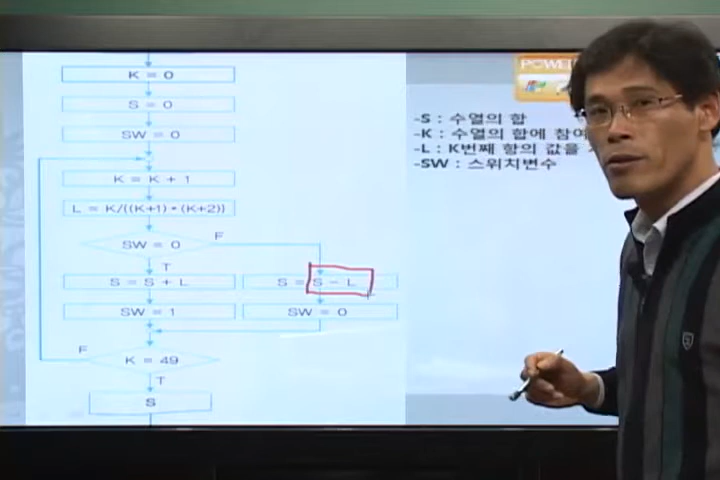 K = 0
S = 0
SW = 0
K = K + 1
L = K/{(K+1)*(K+2)}
SW = 0
F
T
S = S + L
S = S - L
SW = 1
SW = 0
F
K = 49
T
S
POWE
-S : 수열의 합
-K : 수열의 합에 참여
-L : K번째 항의 값을
-SW : 스위치변수